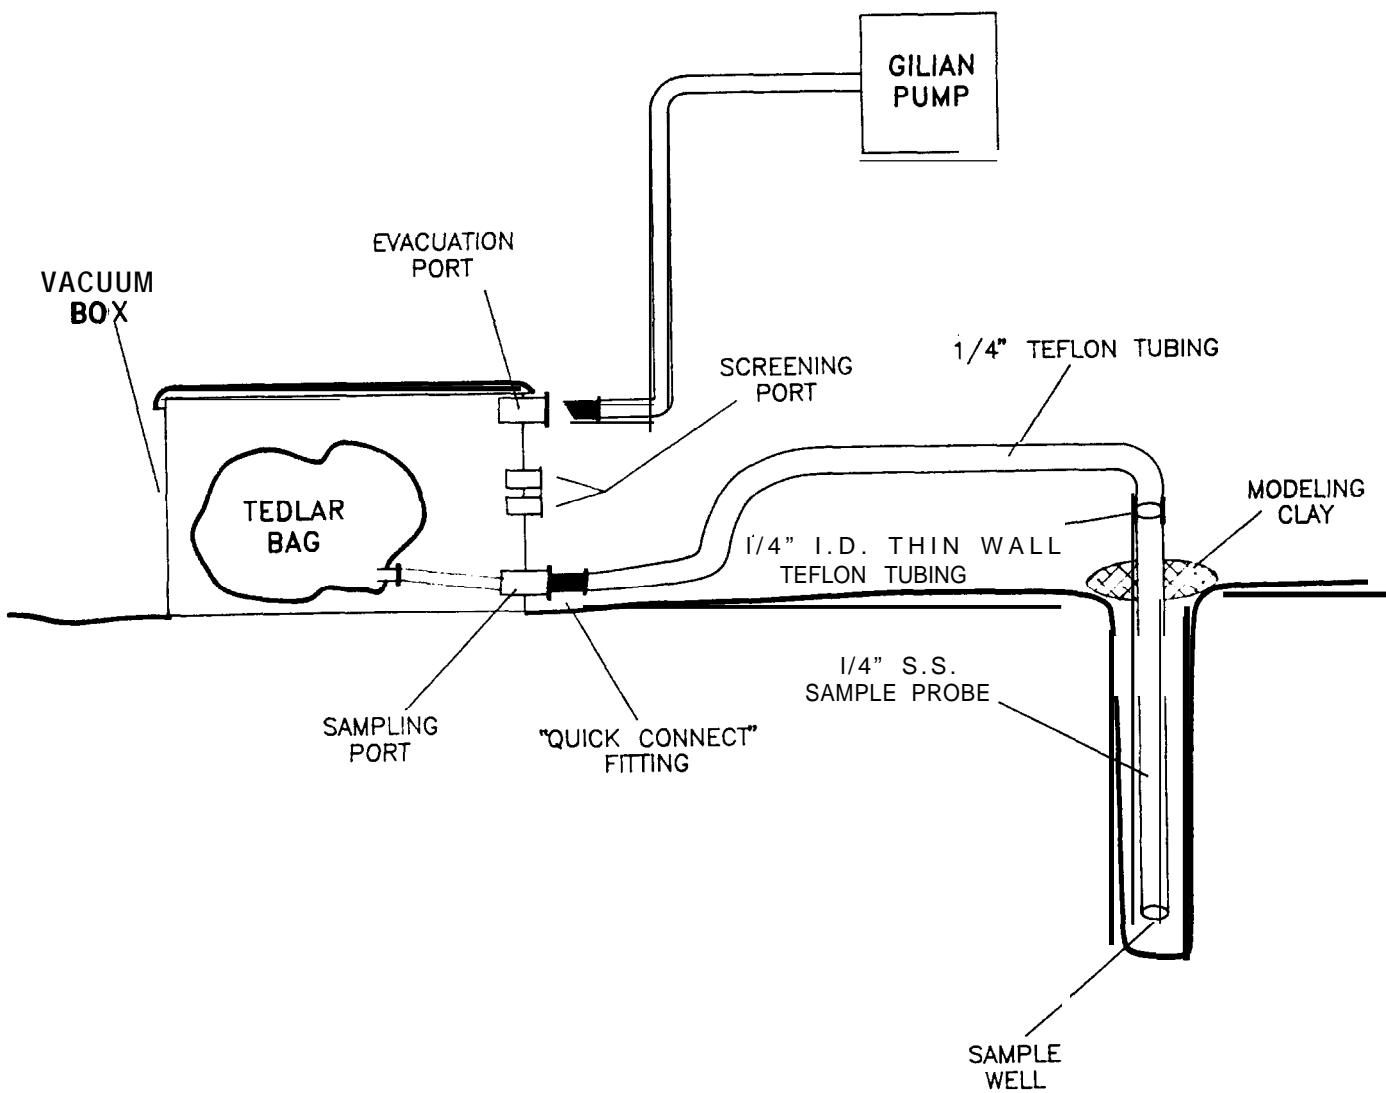 GILIAN
PUMP
EVACUATION
PORT
VACUUM
BOX
1/4" TEFLON TUBING
SCREENING
PORT
MODELING
CLAY
TEDLAR
BAG
1/4" I.D. THIN WALL
TEFLON TUBING
1/4" S.S.
SAMPLE PROBE
SAMPLING
PORT
"QUICK CONNECT"
FITTING
SAMPLE
WELL